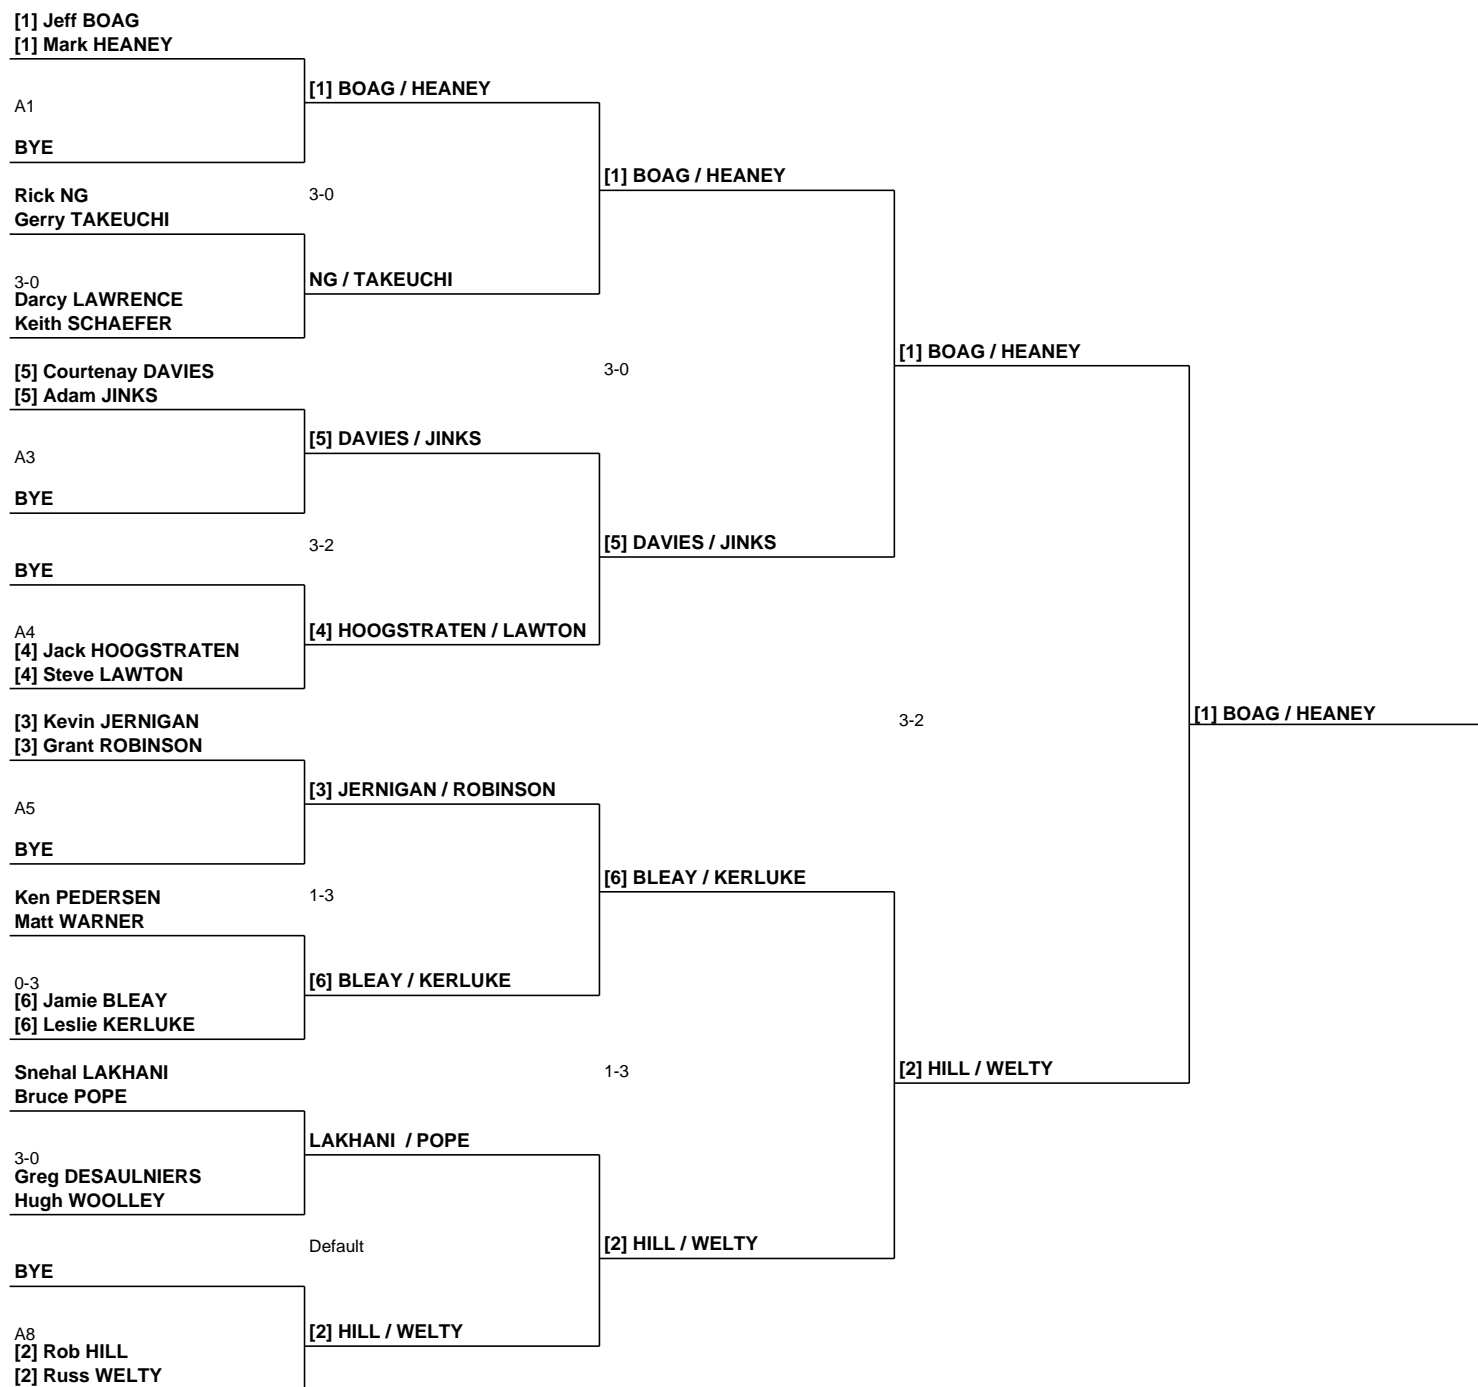 [1] Jeff BOAG
[1] Mark HEANEY
[1] BOAG / HEANEY
A1
BYE
[1] BOAG / HEANEY
Rick NG
3-0
Gerry TAKEUCHI
NG / TAKEUCHI
3-0
Darcy LAWRENCE
Keith SCHAEFER
[1] BOAG / HEANEY
[5] Courtenay DAVIES
3-0
[5] Adam JINKS
[5] DAVIES / JINKS
A3
BYE
3-2
[5] DAVIES / JINKS
BYE
A4
[4] HOOGSTRATEN / LAWTON
[4] Jack HOOGSTRATEN
[4] Steve LAWTON
[1] BOAG / HEANEY
[3] Kevin JERNIGAN
3-2
[3] Grant ROBINSON
[3] JERNIGAN / ROBINSON
A5
BYE
[6] BLEAY / KERLUKE
Ken PEDERSEN
1-3
Matt WARNER
[6] BLEAY / KERLUKE
0-3
[6] Jamie BLEAY
[6] Leslie KERLUKE
[2] HILL / WELTY
Snehal LAKHANI
1-3
Bruce POPE
LAKHANI / POPE
3-0
Greg DESAULNIERS
Hugh WOOLLEY
Default
[2] HILL / WELTY
BYE
A8
[2] HILL / WELTY
[2] Rob HILL
[2] Russ WELTY